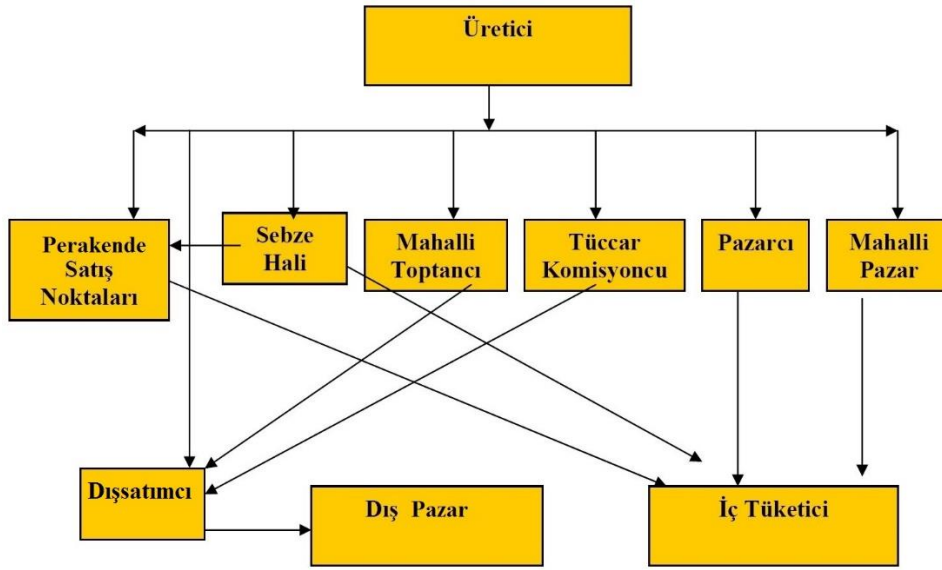 Üretici
Perakende
Satış
Noktaları
Sebze
Hali
Mahalli
Toptancı
Tüccar
Komisyoncu
Pazarcı
Mahalli
Pazar
Dışsatımcı
Dış Pazar
İç Tüketici